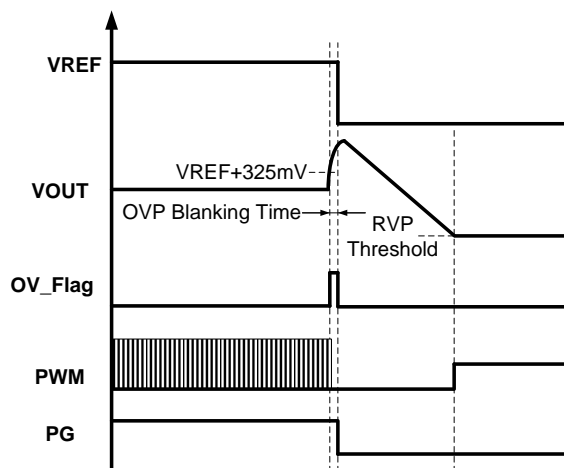 VREF
VREF+325mV
VOUT
OVP Blanking Time
RVP
Threshold
OV_Flag
PWM
PG